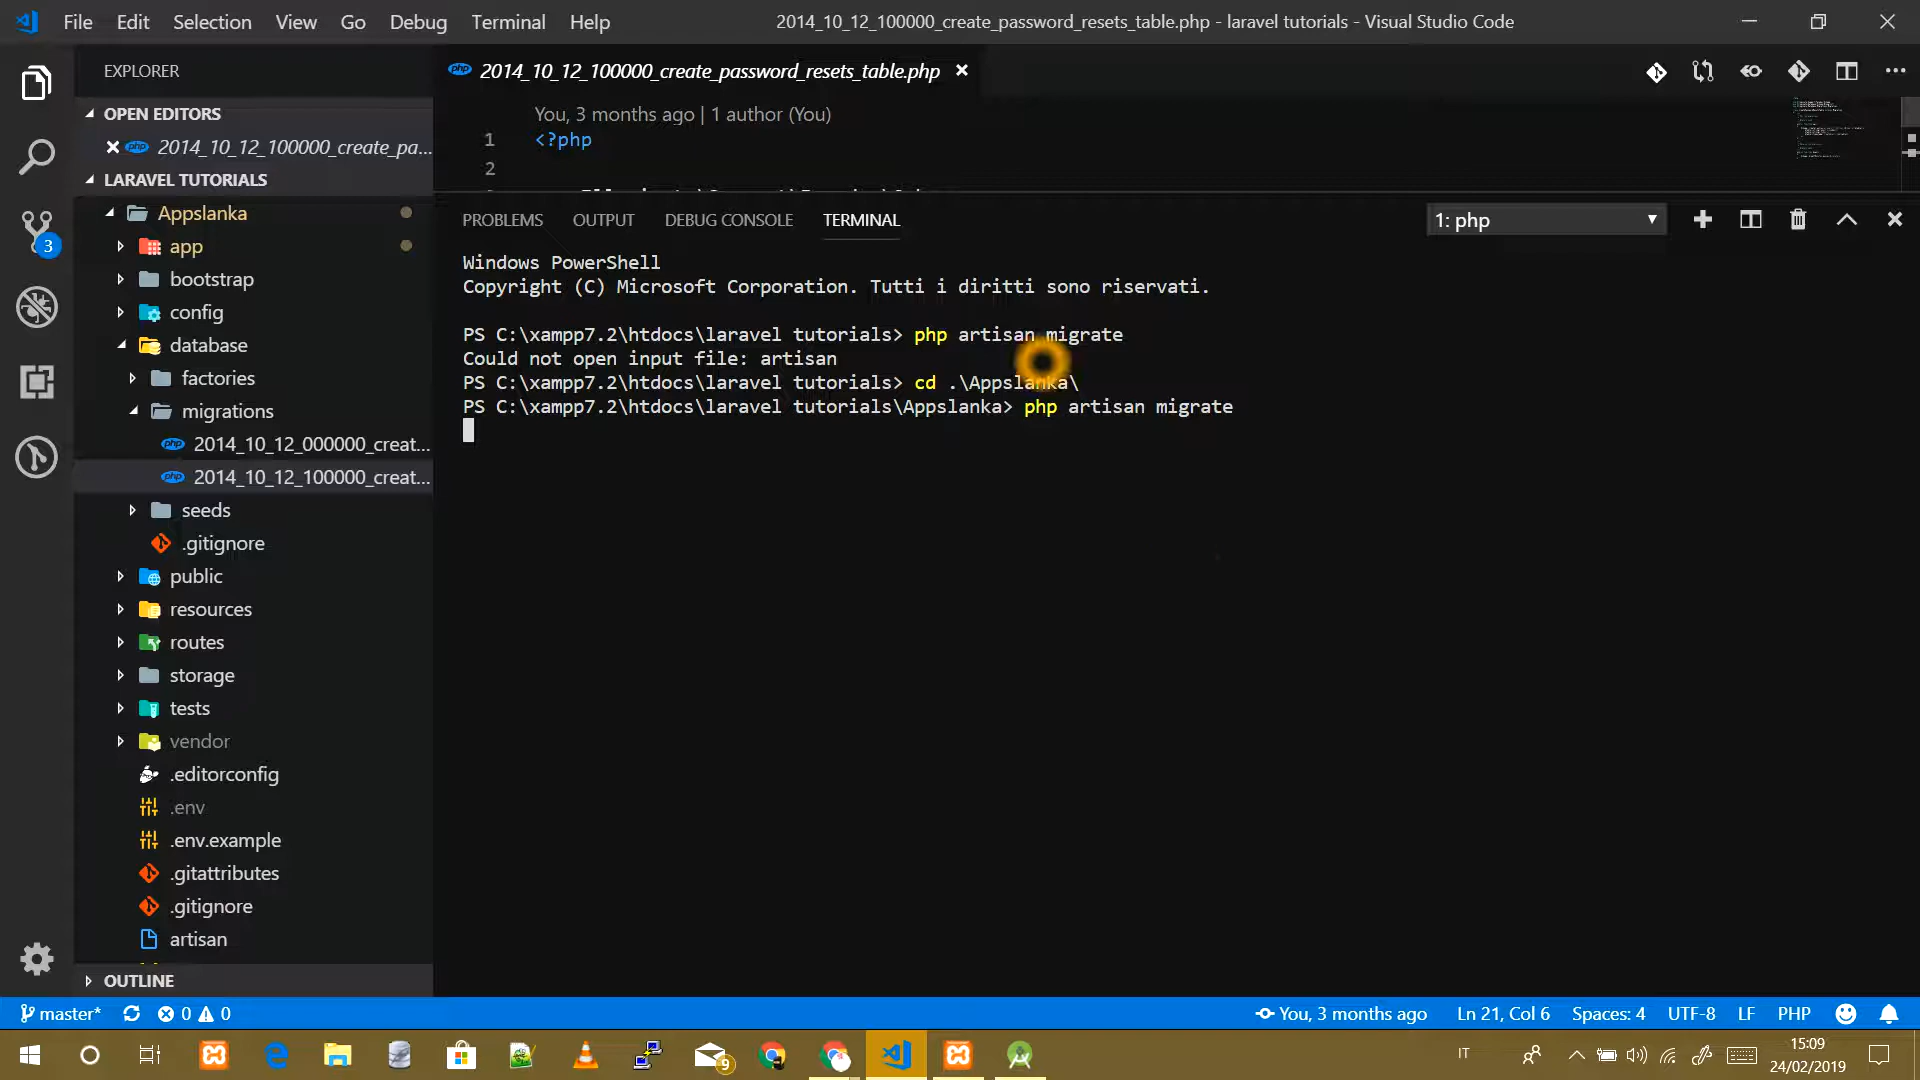 File Edit Selection View Go Debug Terminal Help
2014_10_12_100000_create_password_resets_table.php - laravel tutorials - Visual Studio Code
EXPLORER
OPEN EDITORS
2014_10_12_100000_create_pa...
LARAVEL TUTORIALS
Appslanka
app
bootstrap
config
database
factories
migrations
2014_10_12_000000_creat...
2014_10_12_100000_creat...
seeds
.gitignore
public
resources
routes
storage
tests
vendor
.editorconfig
.env
.env.example
.gitattributes
.gitignore
artisan
OUTLINE
3
php 2014_10_12_100000_create_password_resets_table.php
You, 3 months ago | 1 author (You)
1 <?php
2
PROBLEMS OUTPUT DEBUG CONSOLE TERMINAL
1: php
Windows PowerShell
Copyright (C) Microsoft Corporation. Tutti i diritti sono riservati.
PS C:\xampp7.2\htdocs\laravel tutorials> php artisan migrate
Could not open input file: artisan
PS C:\xampp7.2\htdocs\laravel tutorials> cd .\Appslanka\
PS C:\xampp7.2\htdocs\laravel tutorials\Appslanka> php artisan migrate
master* 0 0
You, 3 months ago Ln 21, Col 6 Spaces: 4 UTF-8 LF PHP
9
IT
15:09
24/02/2019